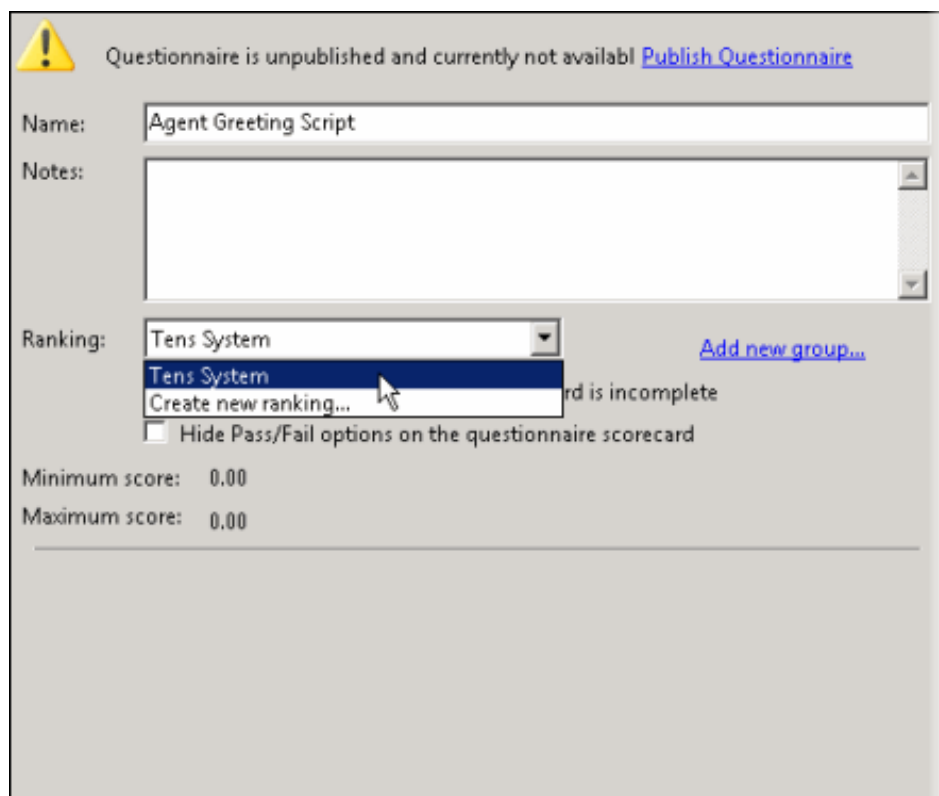 Questionnaire is unpublished and currently not availabl Publish Questionnaire
Name: Agent Greeting Script
Notes:
Ranking: Tens System Add new group...
Tens System
Create new ranking... rd is incomplete
Hide Pass/Fail options on the questionnaire scorecard
Minimum score: 0.00
Maximum score: 0.00